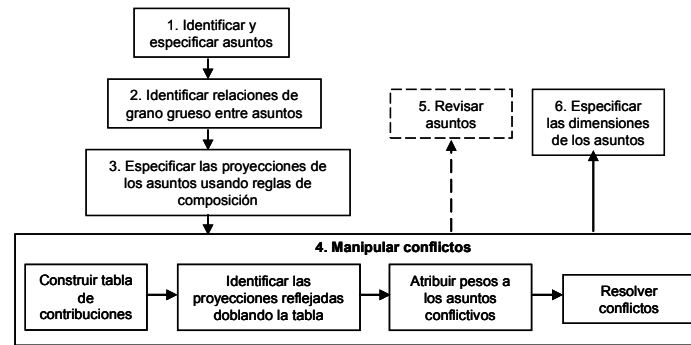 1. Identificar y
especificar asuntos
2. Identificar relaciones de
grano grueso entre asuntos
3. Especificar las proyecciones de
los asuntos usando reglas de
composición
5. Revisar
asuntos
6. Especificar
las dimensiones
de los asuntos
4. Manipular conflictos
Construir tabla
de
contribuciones
Identificar las
proyecciones reflejadas
doblando la tabla
Atribuir pesos a
los asuntos
conflictivos
Resolver
conflictos